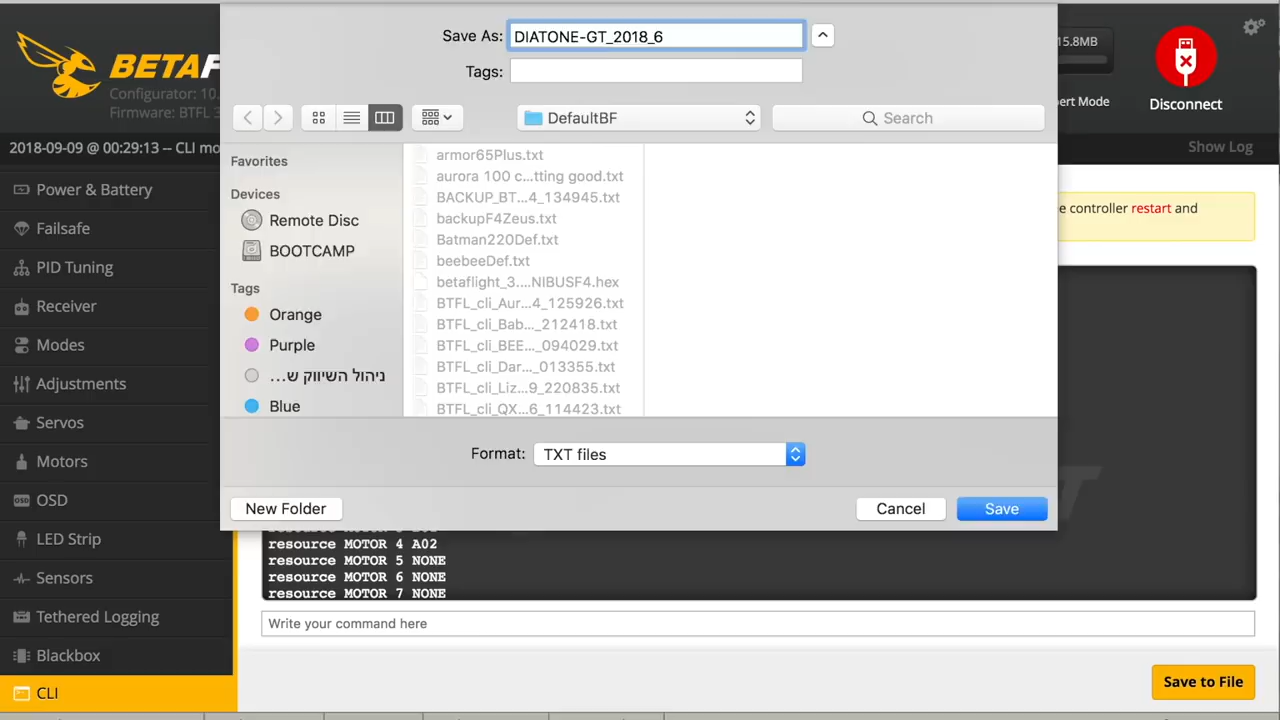 Save As: DIATONE-GT_2018_6
Tags:
DefaultBF
Search
BETAF
Configurator: 10.
Firmware: BTFL 3
15.8MB
ert Mode
Disconnect
2018-09-09 @ 00:29:13 -- CLI mo
Show Log
Power & Battery
Failsafe
PID Tuning
Receiver
Modes
Adjustments
Servos
Motors
OSD
OSD
LED Strip
Sensors
Tethered Logging
Blackbox
CLI
Favorites
Devices
Remote Disc
BOOTCAMP
Tags
Orange
Purple
ניהול השיווק ש...
Blue
armor65Plus.txt
aurora 100 c...tting good.txt
BACKUP_BT..._4_134945.txt
backupF4Zeus.txt
Batman220Def.txt
beebeeDef.txt
betaflight_3....NIBUSF4.hex
BTFL_cli_Aur...4_125926.txt
BTFL_cli_Bab..._212418.txt
BTFL_cli_BEE..._094029.txt
BTFL_cli_Dar..._013355.txt
BTFL_cli_Liz...9_220835.txt
BTFL_cli_QX...6_114423.txt
e controller restart and
Format: TXT files
New Folder
Cancel
Save
resource MOTOR 4 A02
resource MOTOR 5 NONE
resource MOTOR 6 NONE
resource MOTOR 7 NONE
Write your command here
Save to File